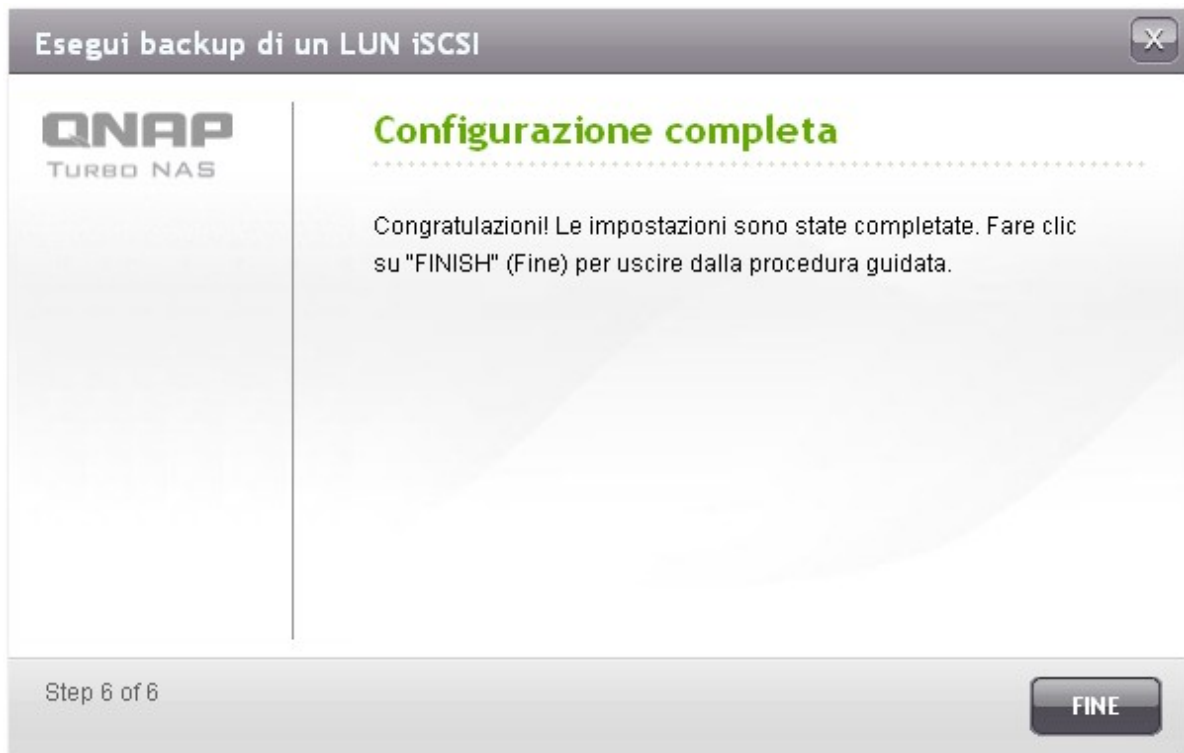 Esegui backup di un LUN iSCSI
X
QNAP
TURBO NAS
Configurazione completa
Congratulazioni! Le impostazioni sono state completate. Fare clic
su "FINISH" (Fine) per uscire dalla procedura guidata.
Step 6 of 6
FINE